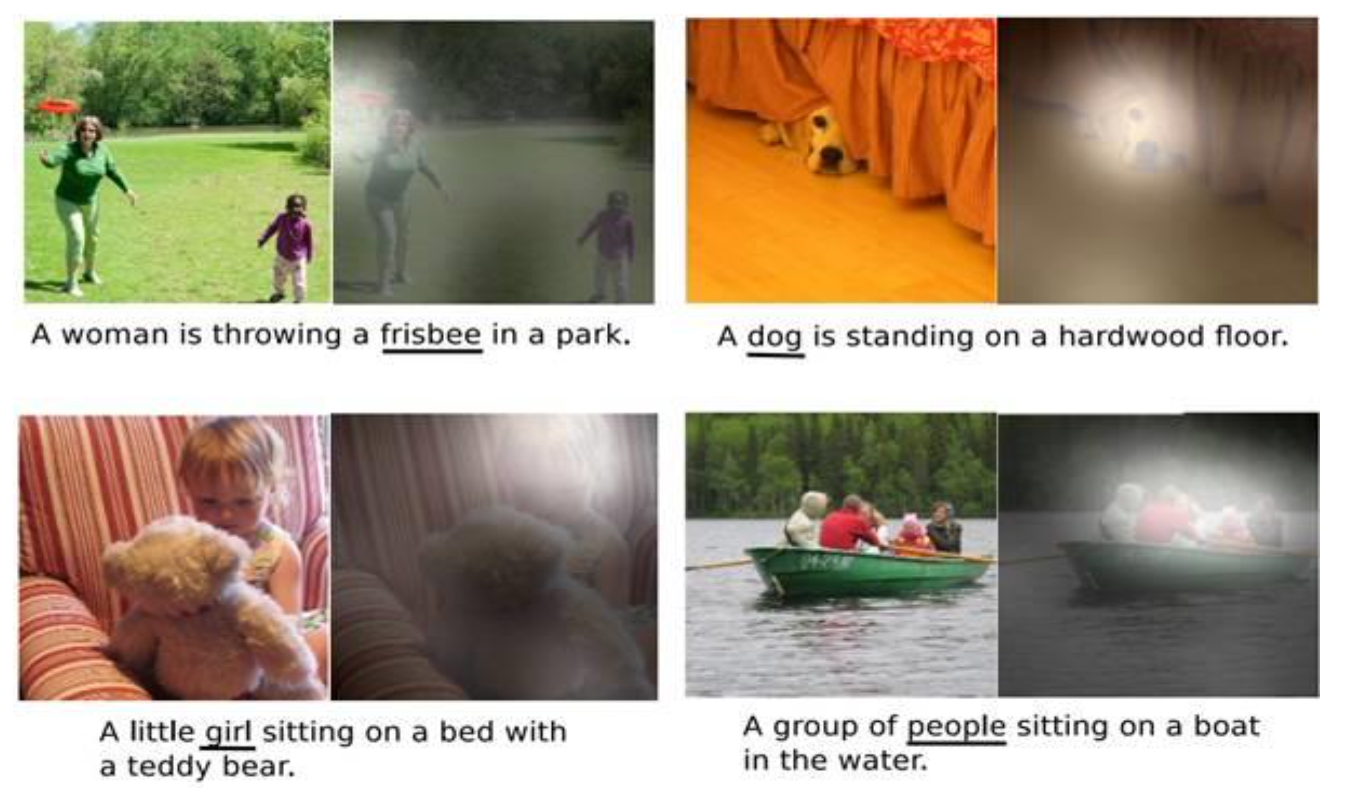 A woman is throwing a frisbee in a park.
A dog is standing on a hardwood floor.
A little girl sitting on a bed with
a teddy bear.
A group of people sitting on a boat
in the water.